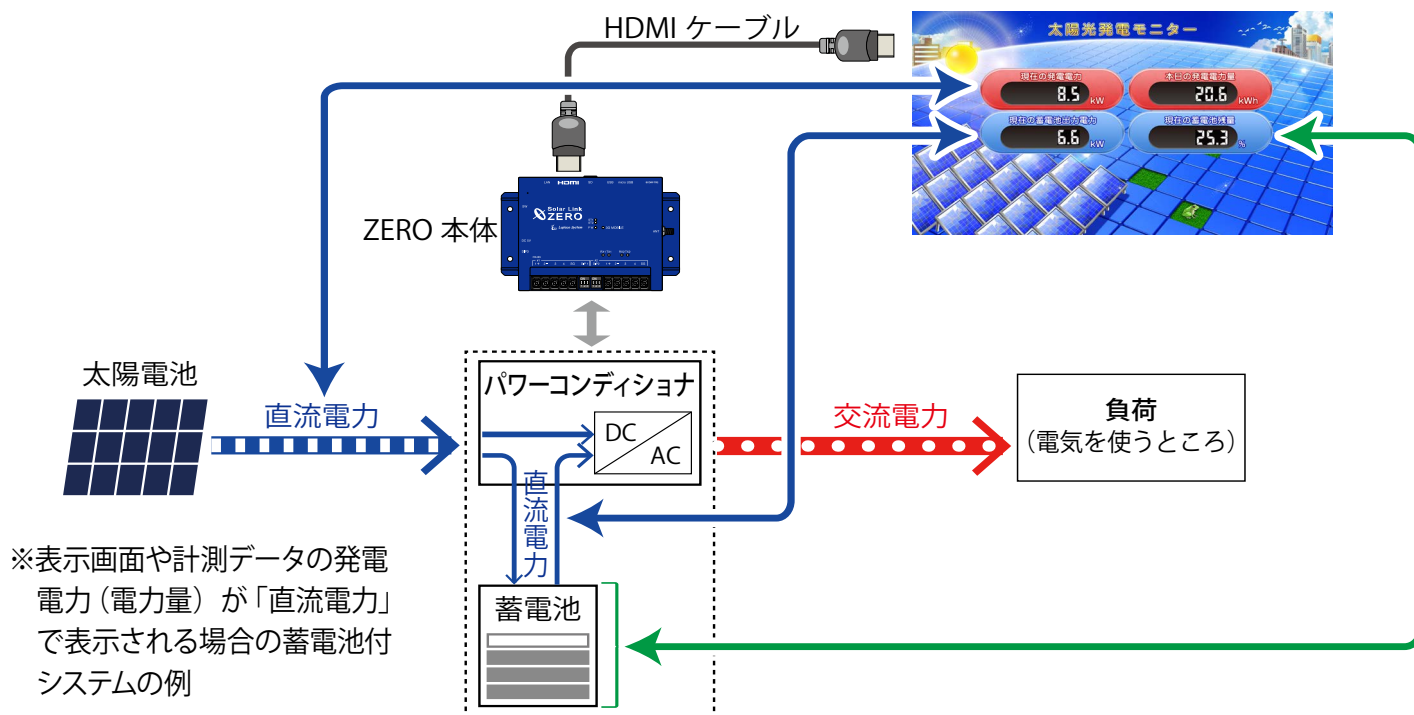 HDMI ケーブル
太陽光発電モニター
現在の発電電力
8.5 kW
本日の発電電力量
20.6 kWh
現在の蓄電池出力電力
6.6 kW
現在の蓄電池残量
25.3 %
ZERO 本体
LAN HDMI SD
Solar Link
ZERO
太陽電池
直流電力
パワーコンディショナ
DC
AC
直流電力
蓄電池
交流電力
負荷
（電気を使うところ）
※表示画面や計測データの発電
電力（電力量）が「直流電力」
で表示される場合の蓄電池付
システムの例